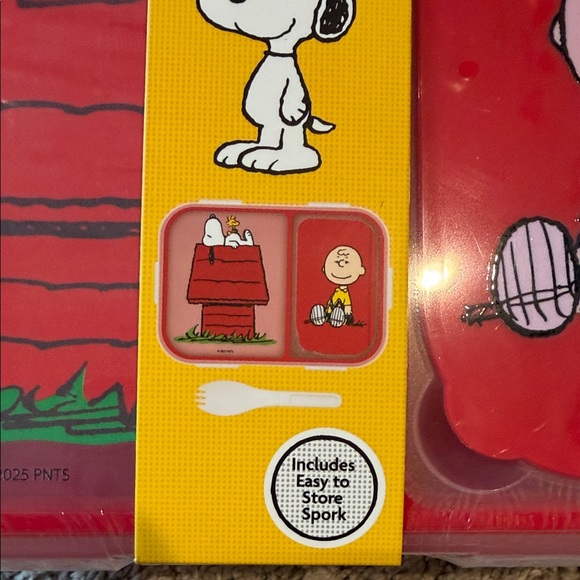 Includes
Easy to
Store
Spork
2025 PNTS